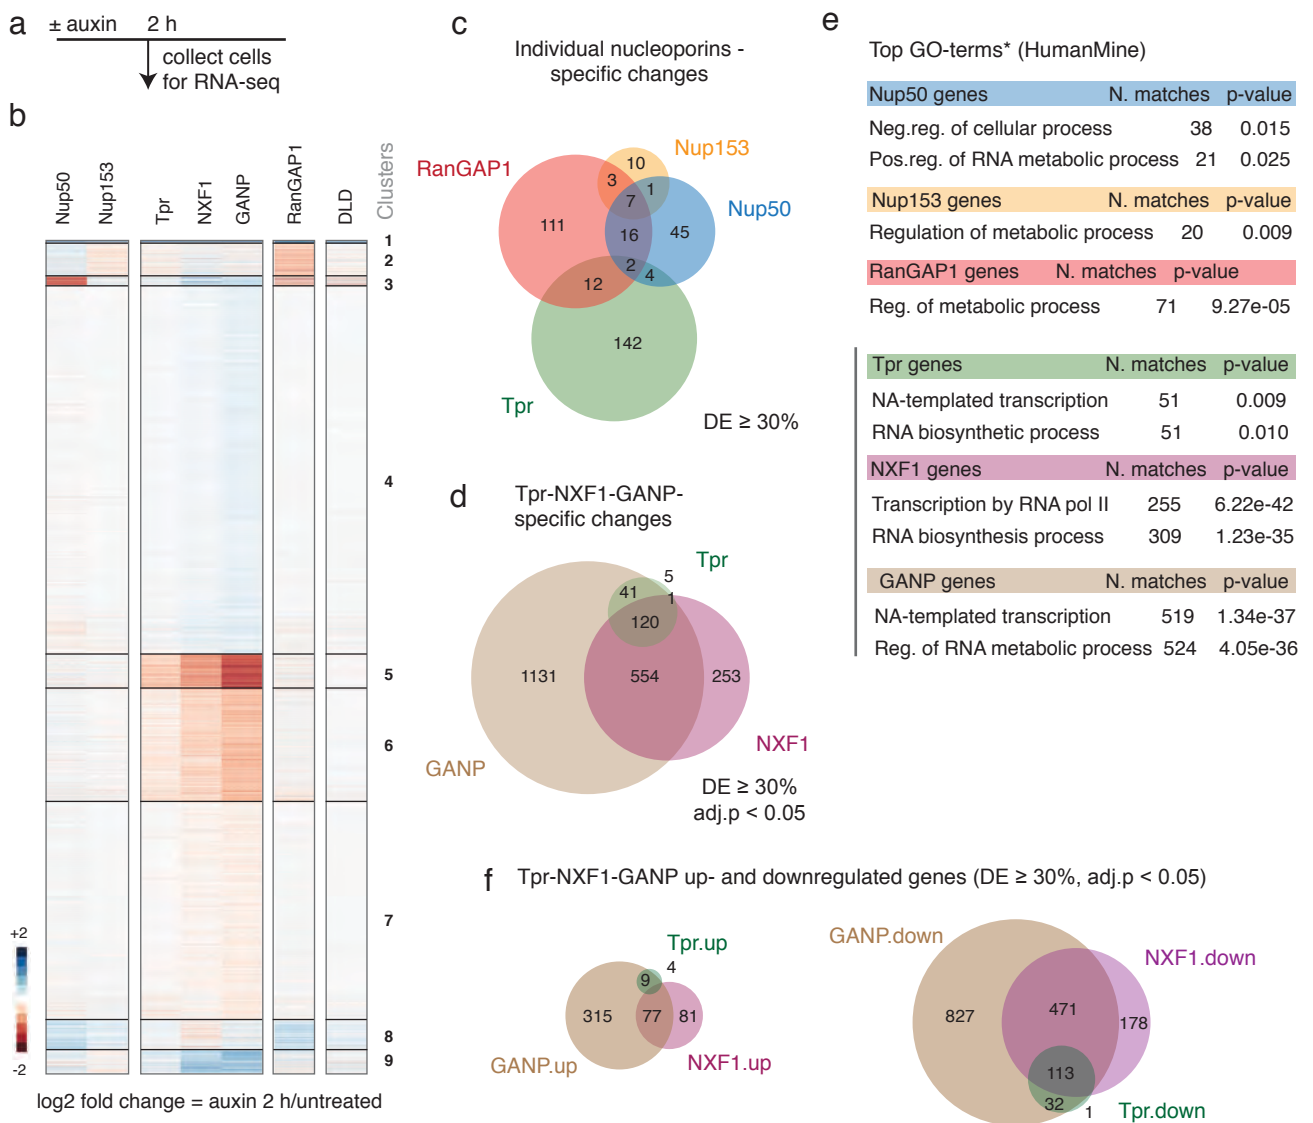 a
± auxin 2 h
collect cells
for RNA-seq
b
Nup50
Nup153
Tpr
NXF1
GANP
RanGAP1
DLD
Clusters
1
2
3
4
5
6
7
8
9
+2
-2
log2 fold change = auxin 2 h/untreated
c
Individual nucleoporins -
specific changes
RanGAP1
Nup153
Nup50
Tpr
10
3
1
7
111
16
45
2
4
12
142
DE ≥ 30%
d
Tpr-NXF1-GANP-
specific changes
Tpr
5
41
1
120
1131
554
253
NXF1
GANP
DE ≥ 30%
adj.p < 0.05
e
Top GO-terms* (HumanMine)
Nup50 genes N. matches p-value
Neg.reg. of cellular process 38 0.015
Pos.reg. of RNA metabolic process 21 0.025
Nup153 genes N. matches p-value
Regulation of metabolic process 20 0.009
RanGAP1 genes N. matches p-value
Reg. of metabolic process 71 9.27e-05
Tpr genes N. matches p-value
NA-templated transcription 51 0.009
RNA biosynthetic process 51 0.010
NXF1 genes N. matches p-value
Transcription by RNA pol II 255 6.22e-42
RNA biosynthesis process 309 1.23e-35
GANP genes N. matches p-value
NA-templated transcription 519 1.34e-37
Reg. of RNA metabolic process 524 4.05e-36
f Tpr-NXF1-GANP up- and downregulated genes (DE ≥ 30%, adj.p < 0.05)
Tpr.up
4
9
315
77
81
GANP.up
NXF1.up
GANP.down
NXF1.down
827
471
178
113
32
1
Tpr.down